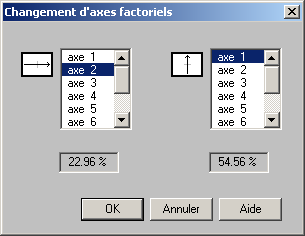 Changement d'axes factoriels
axe 1
axe 2
axe 3
axe 4
axe 5
axe 6
22.96 %
axe 1
axe 2
axe 3
axe 4
axe 5
axe 6
54.56 %
OK
Annuler
Aide